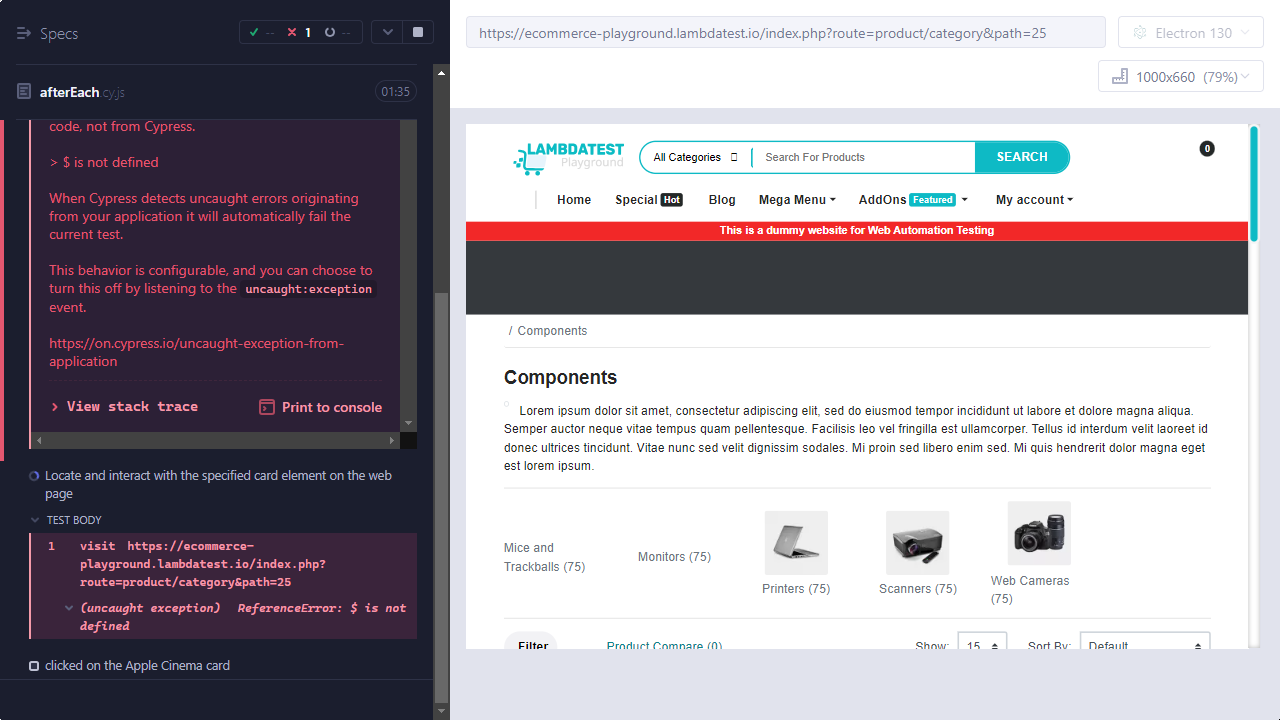 Specs
-- 1 --
afterEach.cy.js
01:35
code, not from Cypress.
> $ is not defined
When Cypress detects uncaught errors originating
from your application it will automatically fail the
current test.
This behavior is configurable, and you can choose to
turn this off by listening to the uncaught:exception
event.
https://on.cypress.io/uncaught-exception-from-
application
View stack trace
Print to console
Locate and interact with the specified card element on the web
page
TEST BODY
1 visit https://ecommerce-
playground.lambdatest.io/index.php?
route=product/category&path=25
(uncaught exception) ReferenceError: $ is not
defined
clicked on the Apple Cinema card
https://ecommerce-playground.lambdatest.io/index.php?route=product/category&path=25
Electron 130
1000x660 (79%)
LAMBDATEST
Playground
All Categories
Search For Products
SEARCH
0
Home Special Hot Blog Mega Menu AddOns Featured My account
This is a dummy website for Web Automation Testing
/ Components
Components
Lorem ipsum dolor sit amet, consectetur adipiscing elit, sed do eiusmod tempor incididunt ut labore et dolore magna aliqua.
Semper auctor neque vitae tempus quam pellentesque. Facilisis leo vel fringilla est ullamcorper. Tellus id interdum velit laoreet id
donec ultrices tincidunt. Vitae nunc sed velit dignissim sodales. Mi proin sed libero enim sed. Mi quis hendrerit dolor magna eget
est lorem ipsum.
Mice and
Trackballs (75)
Monitors (75)
Printers (75)
Scanners (75)
Web Cameras
(75)
Filter
Product Compare (0)
Show: 15
Sort By: Default